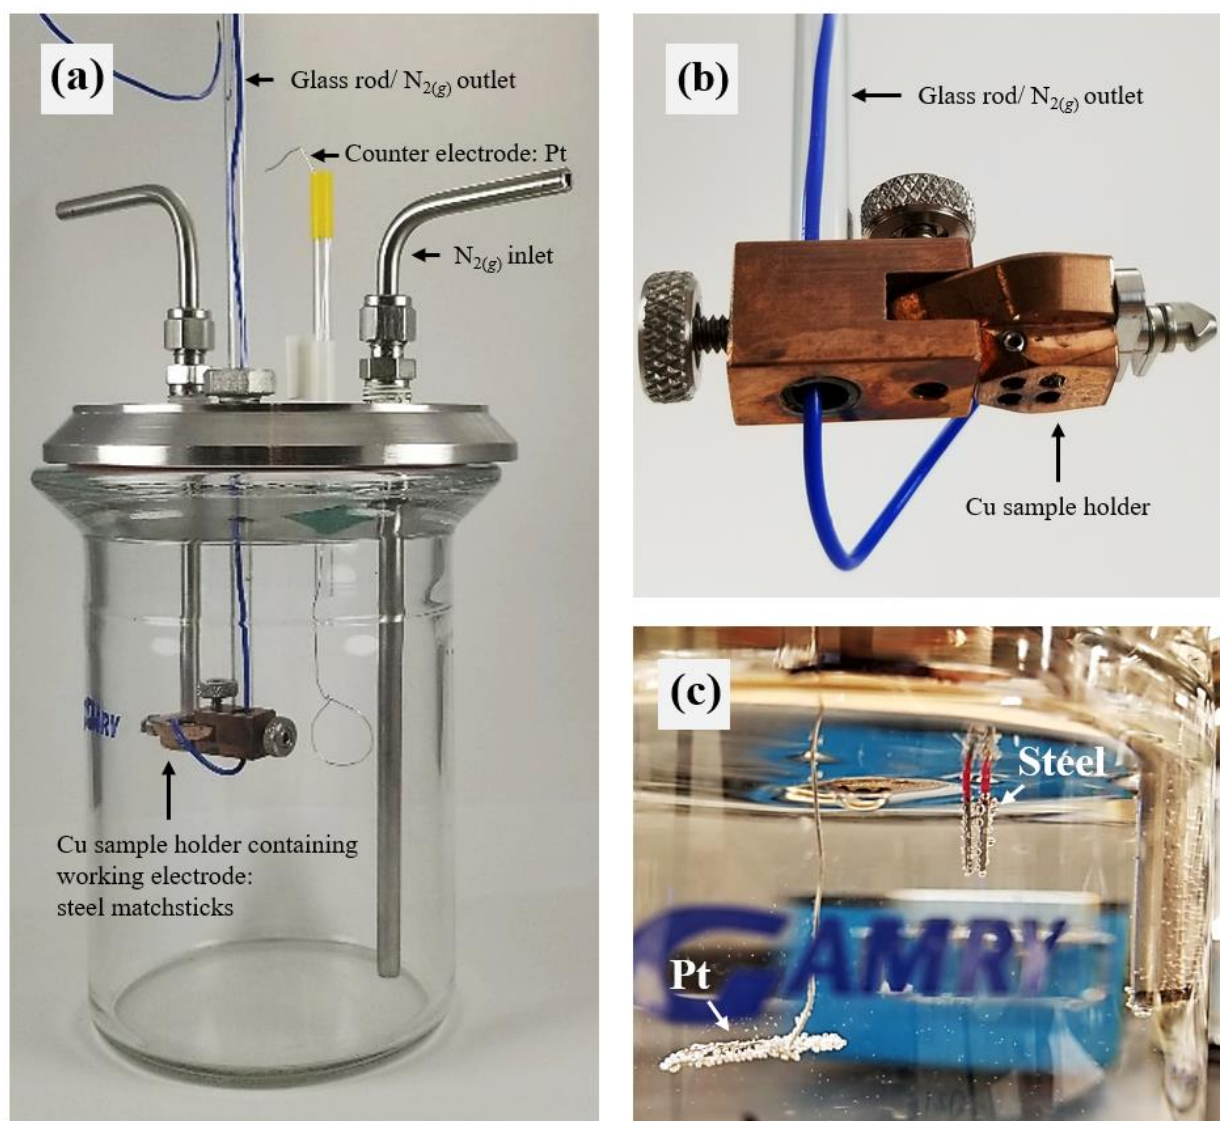 (a)
Glass rod/ N2(g) outlet
Counter electrode: Pt
N2(g) inlet
AMRY
Cu sample holder containing
working electrode:
steel matchsticks
(b)
Glass rod/ N2(g) outlet
Cu sample holder
(c)
Steel
Pt
GAMRY